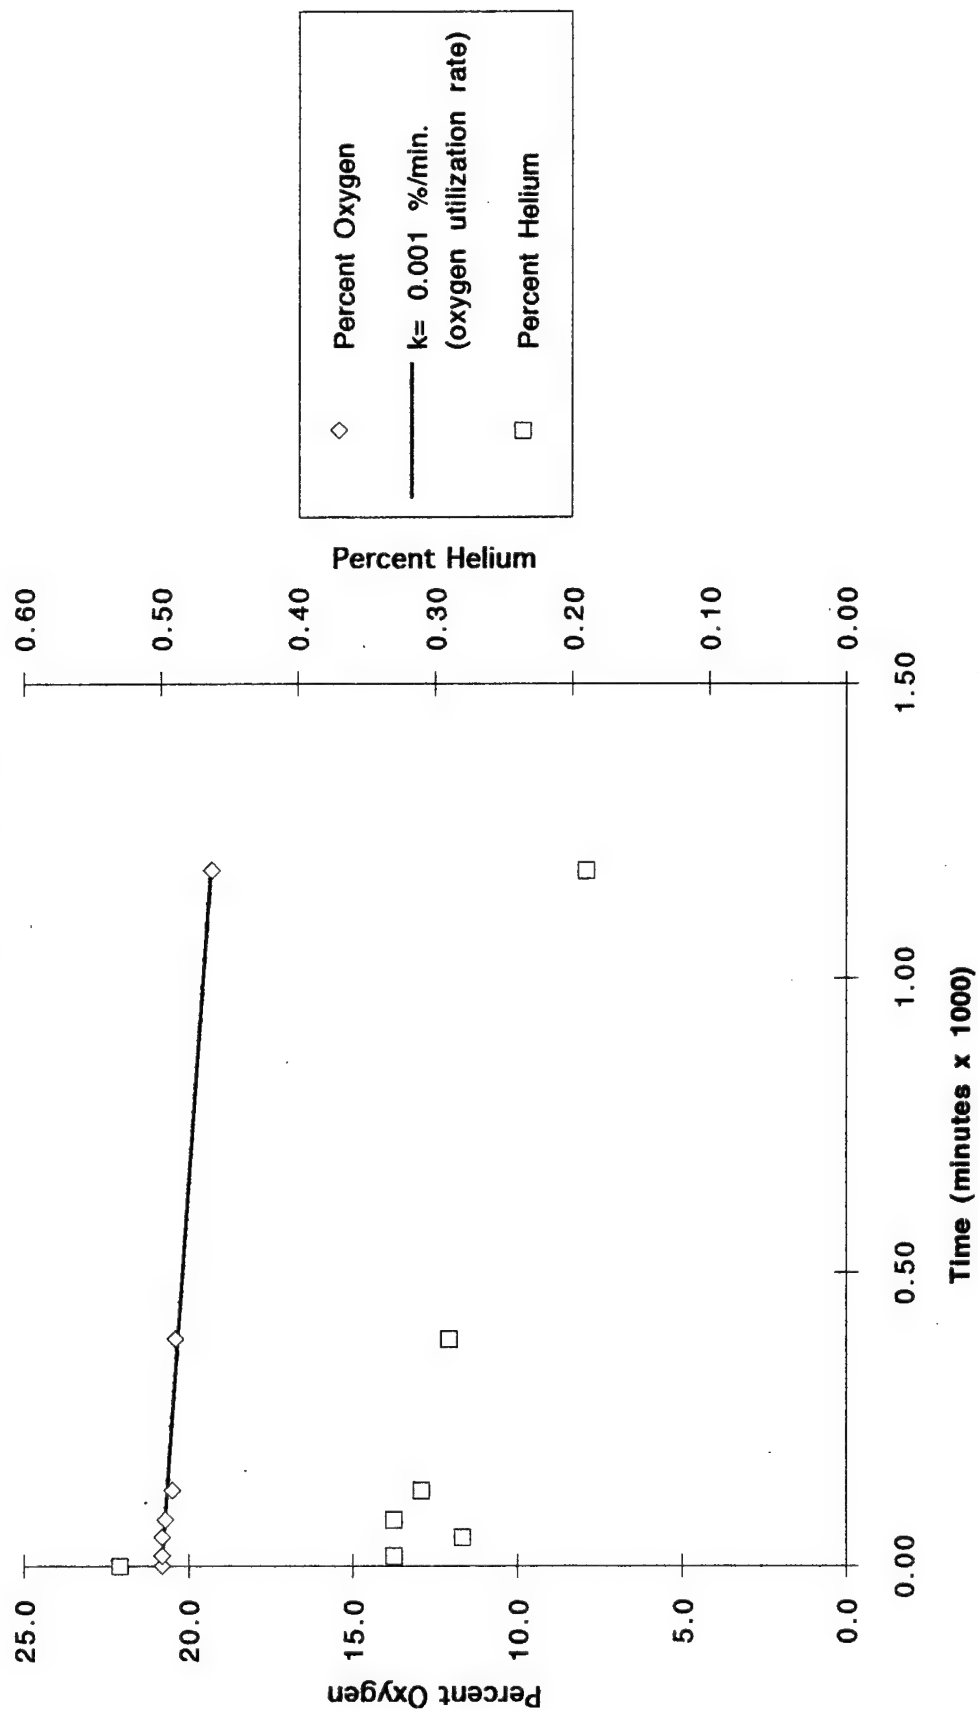 Percent Oxygen
25.0
20.0
15.0
10.0
5.0
0.0
0.00
0.50
1.00
1.50
Time (minutes x 1000)
0.60
0.50
0.40
0.30
0.20
0.10
0.00
Percent Helium
Percent Oxygen
k= 0.001 %/min.
(oxygen utilization rate)
Percent Helium